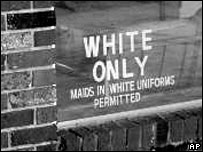 WHITE
ONLY
MAIDS IN WHITE UNIFORMS
PERMITTED
AP